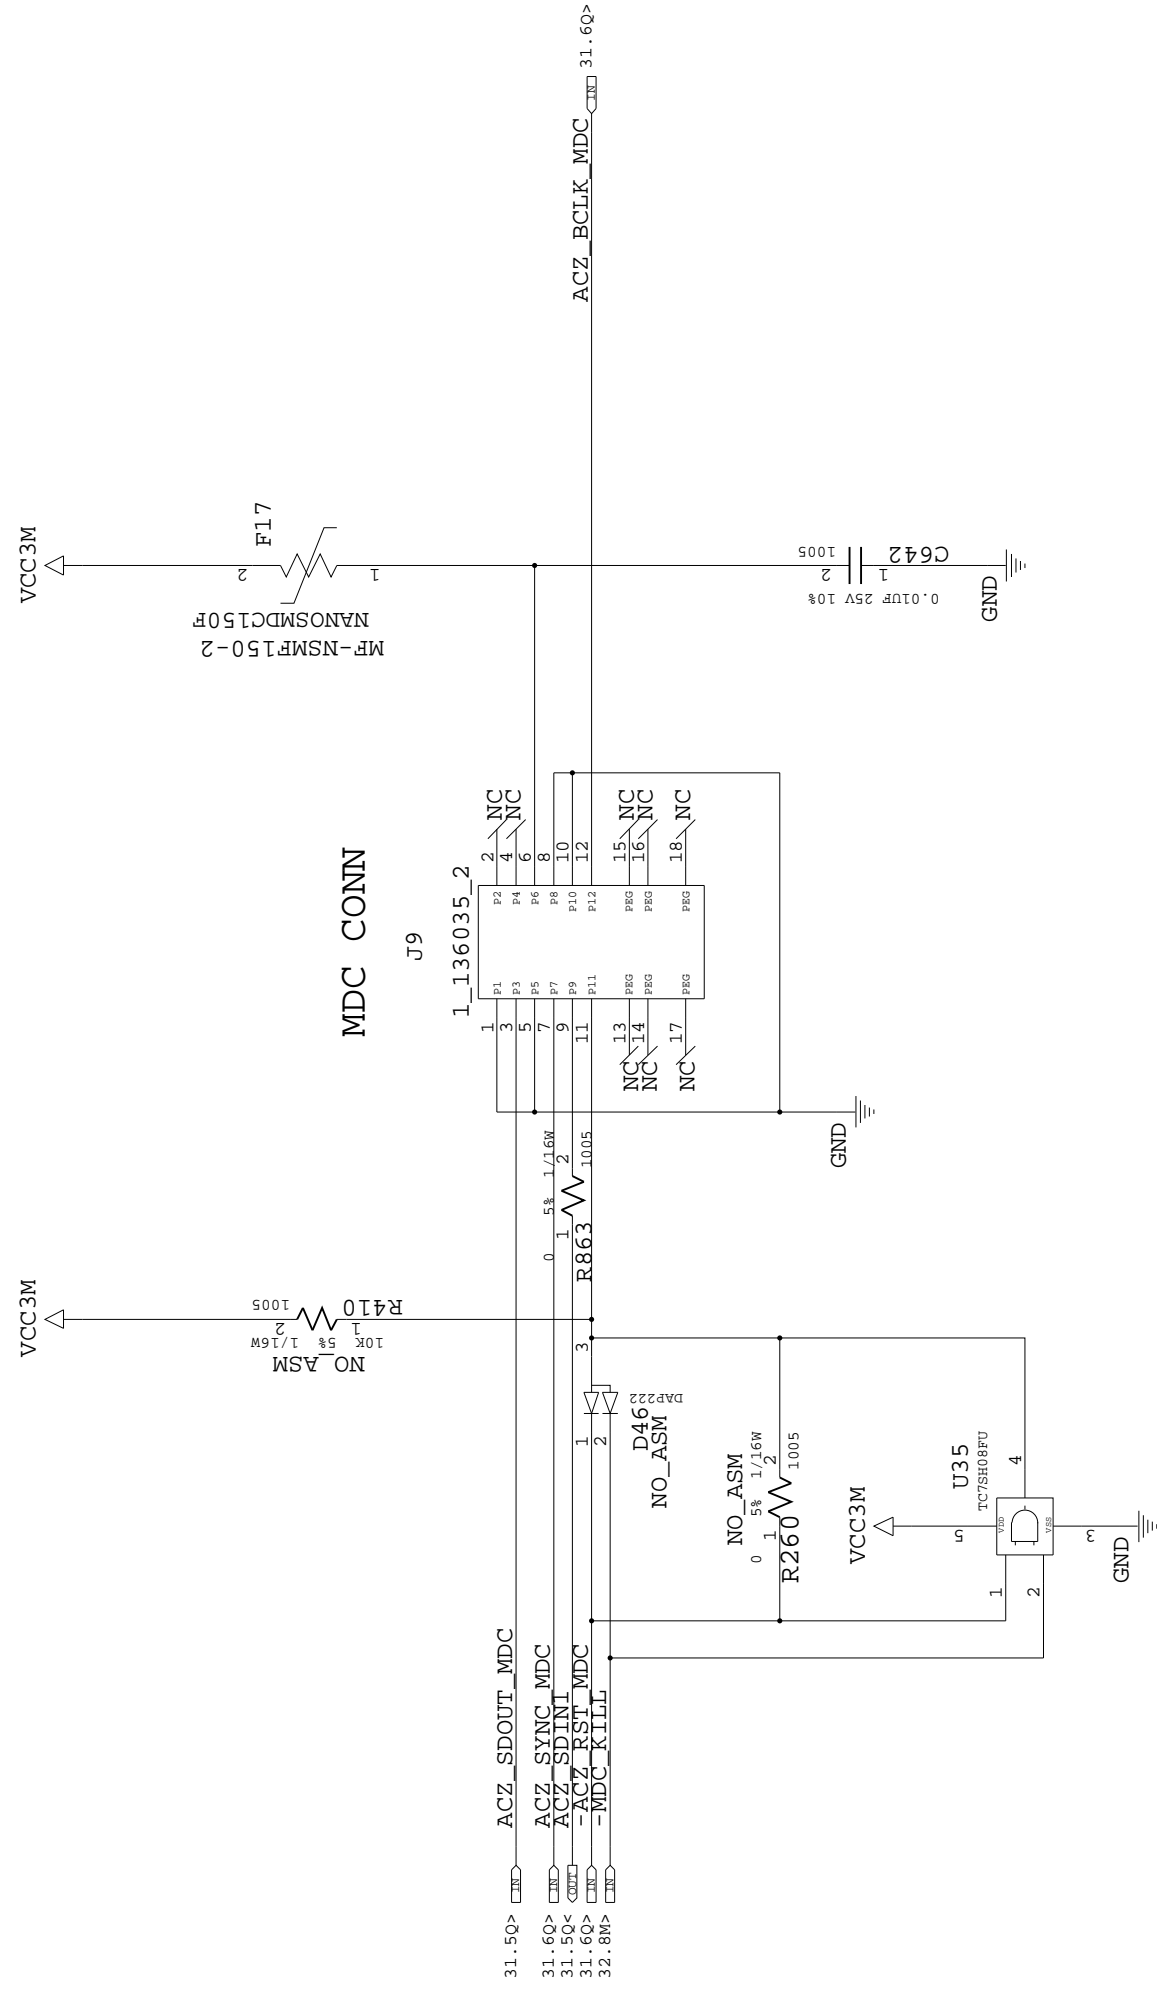 MDC CONN
J9
1_136035_2
VCC3M
NO_ASM
10K 5% 1/16W
1 2
R410
1005
VCC3M
MF-NSMF150-2
NANOSMDC150F
1 2
F17
31.5Q> IN ACZ_SDOUT_MDC
31.6Q> IN ACZ_SYNC_MDC
31.5Q< OUT ACZ_SDIN1
31.6Q> IN -ACZ_RST_MDC
32.8M> IN -MDC_KILL
0 5% 1/16W
1 2
R863 1005
1 P1 P2 2 NC
3 P3 P4 4 NC
5 P5 P6 6
7 P7 P8 8
9 P9 P10 10
11 P11 P12 12
NC 13 PEG PEG 15 NC
NC 14 PEG PEG 16 NC
NC 17 PEG PEG 18 NC
ACZ_BCLK_MDC IN 31.6Q>
1 3
2
D46 DAP222
NO_ASM
NO_ASM
0 5% 1/16W
1 2
R260 1005
GND
1005
2 1
C642
0.01UF 25V 10%
GND
VCC3M
U35
TC7SH08FU
5
VDD
1 4
2
VSS
3
GND